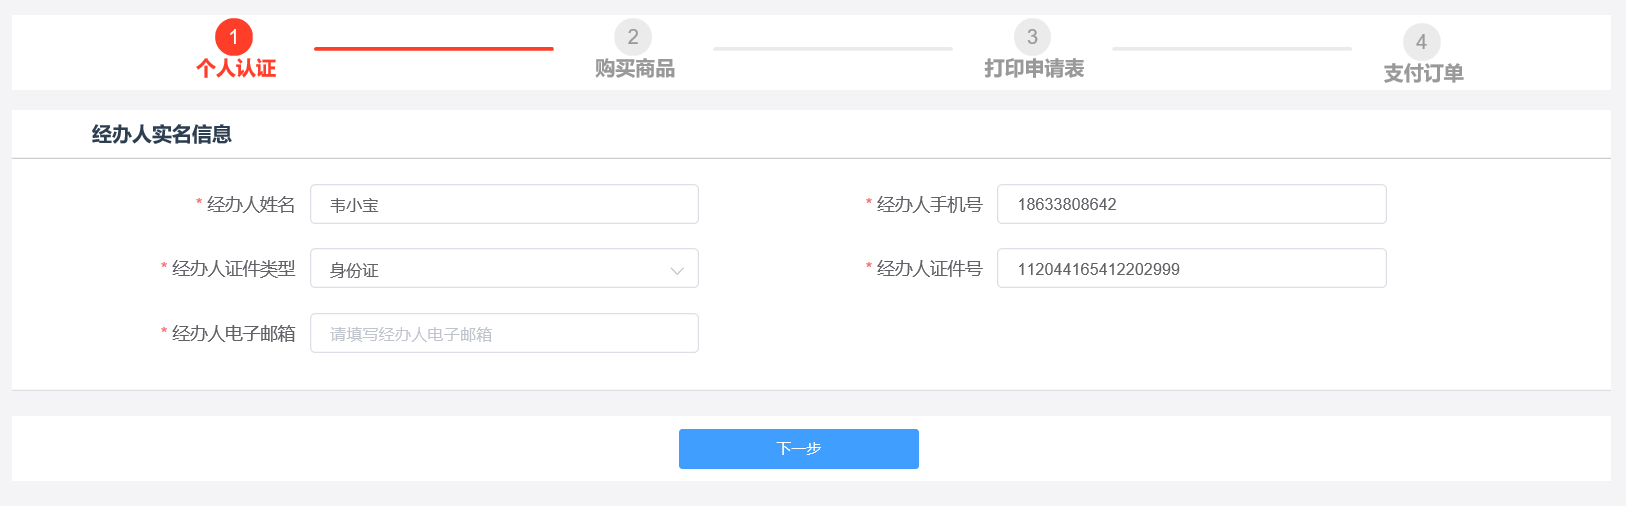 1 2 3 4
个人认证 购买商品 打印申请表 支付订单
经办人实名信息
* 经办人姓名 韦小宝 * 经办人手机号 18633808642
* 经办人证件类型 身份证 * 经办人证件号 112044165412202999
* 经办人电子邮箱 请填写经办人电子邮箱
下一步